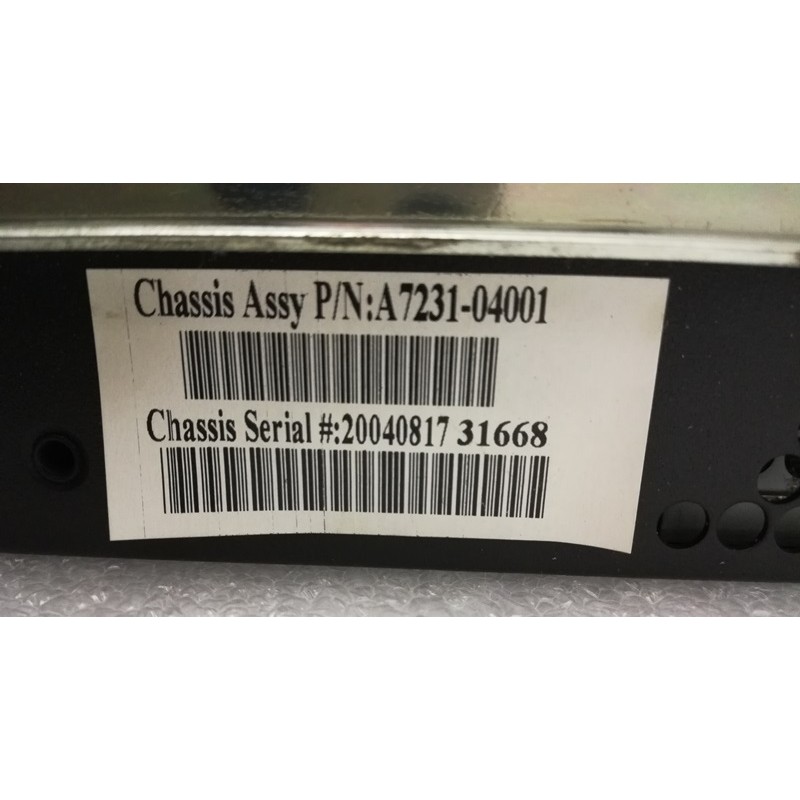 Chassis Assy P/N:A7231-04001
Chassis Serial #:20040817 31668